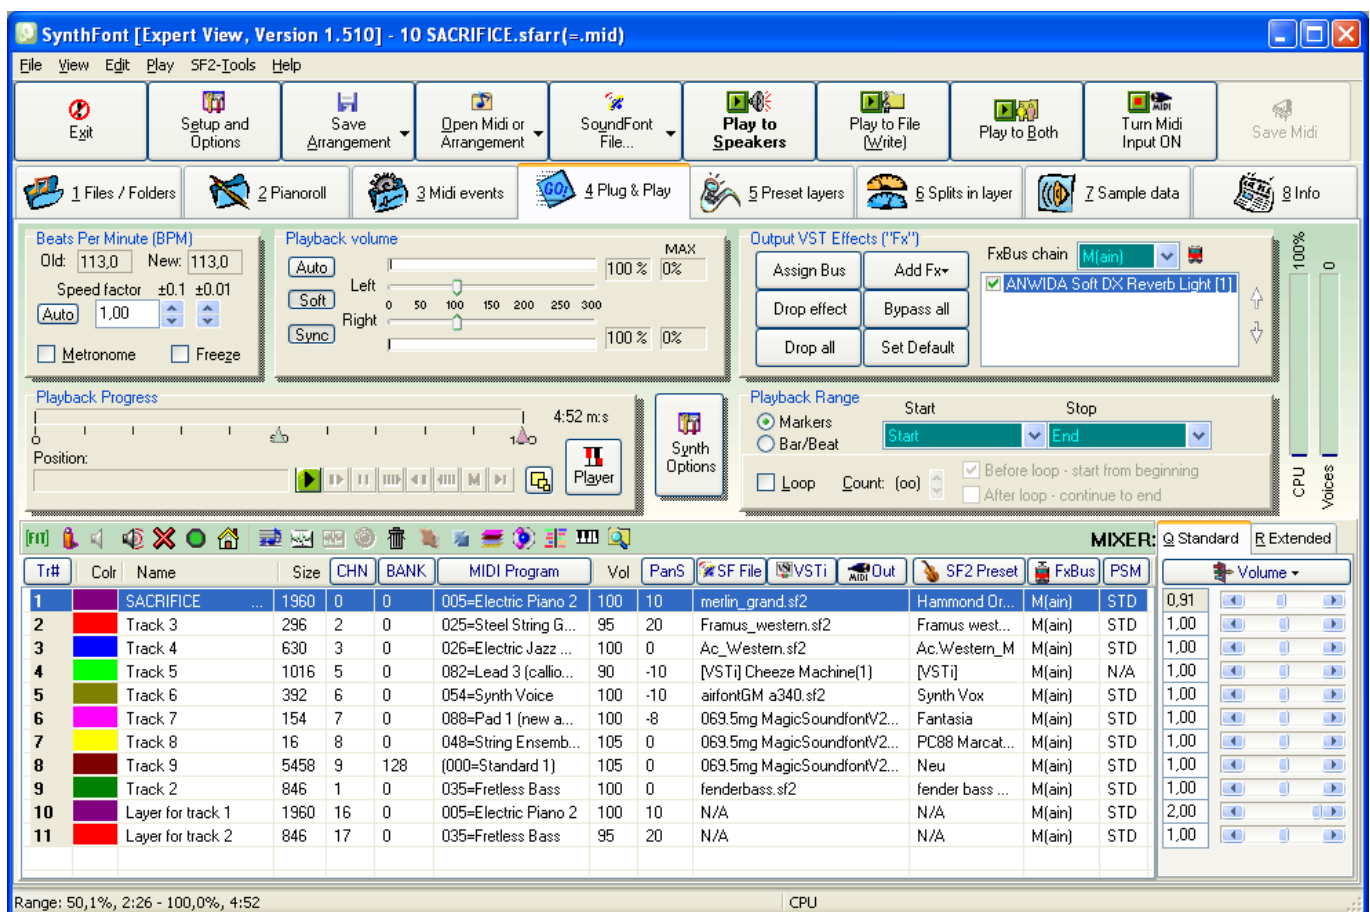 SynthFont [Expert View, Version 1.510] - 10 SACRIFICE.sfarr(=.mid)
File View Edit Play SF2-Tools Help
Exit
Setup and Options
Save Arrangement
Open Midi or Arrangement
SoundFont File...
Play to Speakers
Play to File (Write)
Play to Both
MIDI
Turn Midi Input ON
Save Midi
1 Files / Folders
2 Pianoroll
3 Midi events
GO! 4 Plug & Play
5 Preset layers
6 Splits in layer
7 Sample data
8 Info
Beats Per Minute (BPM)
Old: 113,0 New: 113,0
Speed factor ±0.1 ±0.01
Auto 1,00
Metronome Freeze
Playback volume
MAX
Auto 100 % 0%
Left
Soft 0 50 100 150 200 250 300
Right
Sync 100 % 0%
Output VST Effects ("Fx")
FxBus chain M(ain)
Assign Bus Add Fx
ANWIDA Soft DX Reverb Light [1]
Drop effect Bypass all
Drop all Set Default
100% 0
CPU Voices
Playback Progress
4:52 m:s
0 100
Position:
M
Player
Synth Options
Playback Range
Start Stop
Markers
Start End
Bar/Beat
Loop Count: (oo)
Before loop - start from beginning
After loop - continue to end
[FIT]
MIXER: Q Standard R Extended
Tr# Colr Name Size CHN BANK MIDI Program Vol PanS SF File VSTi MIDI Out SF2 Preset FxBus PSM Volume
1 SACRIFICE ... 1960 0 0 005=Electric Piano 2 100 10 merlin_grand.sf2 Hammond Or... M(ain) STD 0,91
2 Track 3 296 2 0 025=Steel String G... 95 20 Framus_western.sf2 Framus west... M(ain) STD 1,00
3 Track 4 630 3 0 026=Electric Jazz ... 100 0 Ac_Western.sf2 Ac.Western_M M(ain) STD 1,00
4 Track 5 1016 5 0 082=Lead 3 (callio... 90 -10 [VSTi] Cheeze Machine(1) [VSTi] M(ain) N/A 1,00
5 Track 6 392 6 0 054=Synth Voice 100 -10 airfontGM a340.sf2 Synth Vox M(ain) STD 1,00
6 Track 7 154 7 0 088=Pad 1 (new a... 100 -8 069.5mg MagicSoundfontV2... Fantasia M(ain) STD 1,00
7 Track 8 16 8 0 048=String Ensemb... 105 0 069.5mg MagicSoundfontV2... PC88 Marcat... M(ain) STD 1,00
8 Track 9 5458 9 128 (000=Standard 1) 105 0 069.5mg MagicSoundfontV2... Neu M(ain) STD 1,00
9 Track 2 846 1 0 035=Fretless Bass 100 0 fenderbass.sf2 fender bass ... M(ain) STD 1,00
10 Layer for track 1 1960 16 0 005=Electric Piano 2 100 10 N/A N/A M(ain) STD 2,00
11 Layer for track 2 846 17 0 035=Fretless Bass 95 20 N/A N/A M(ain) STD 1,00
Range: 50,1%, 2:26 - 100,0%, 4:52 CPU